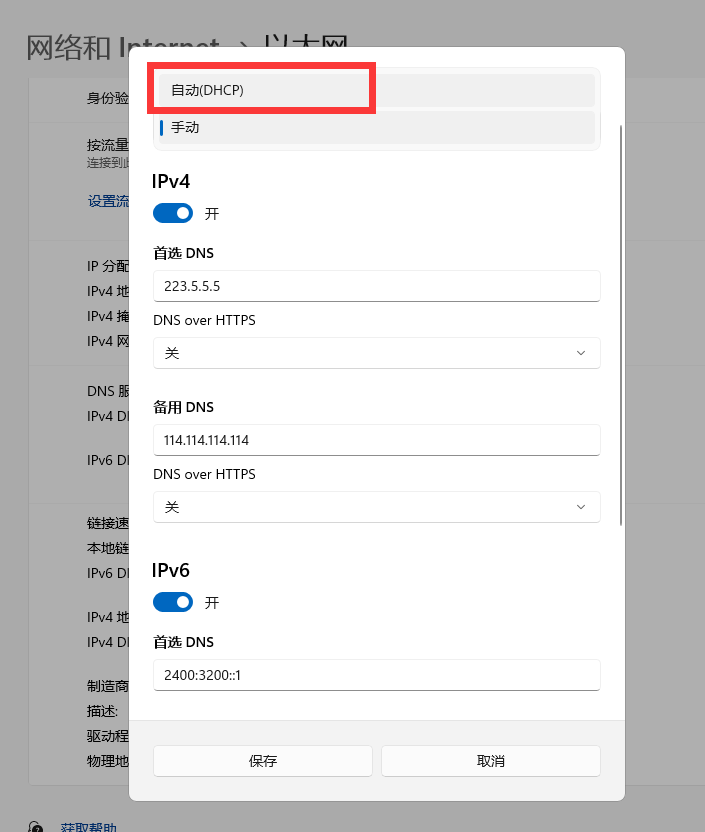 网络和 Internet > 以太网
身份验
自动(DHCP)
手动
按流量
连接到此
设置流
IPv4
开
首选 DNS
223.5.5.5
DNS over HTTPS
关
备用 DNS
114.114.114.114
DNS over HTTPS
关
IPv6
开
首选 DNS
2400:3200::1
保存
取消
IP 分配
IPv4 地
IPv4 掩
IPv4 网
DNS 服
IPv4 DN
IPv6 DN
链接速
本地链
IPv6 DN
IPv4 地
IPv4 DN
制造商
描述:
驱动程
物理地
获取帮助